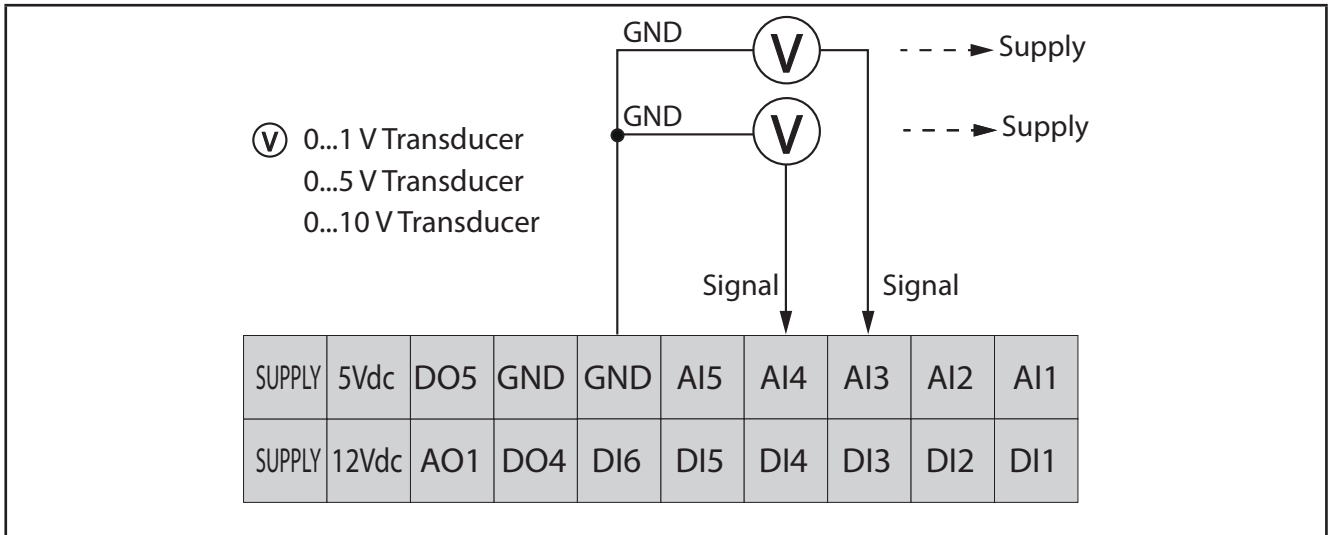 GND
V
Supply
GND
V
Supply
V 0...1 V Transducer
0...5 V Transducer
0...10 V Transducer
Signal
Signal
SUPPLY 5Vdc DO5 GND GND AI5 AI4 AI3 AI2 AI1
SUPPLY 12Vdc AO1 DO4 DI6 DI5 DI4 DI3 DI2 DI1